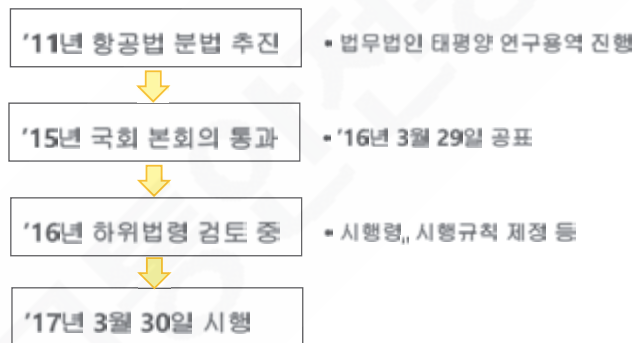 '11년 항공법 분법 추진 • 법무법인 태평양 연구용역 진행
'15년 국회 본회의 통과 • '16년 3월 29일 공표
'16년 하위법령 검토 중 • 시행령,, 시행규칙 제정 등
'17년 3월 30일 시행